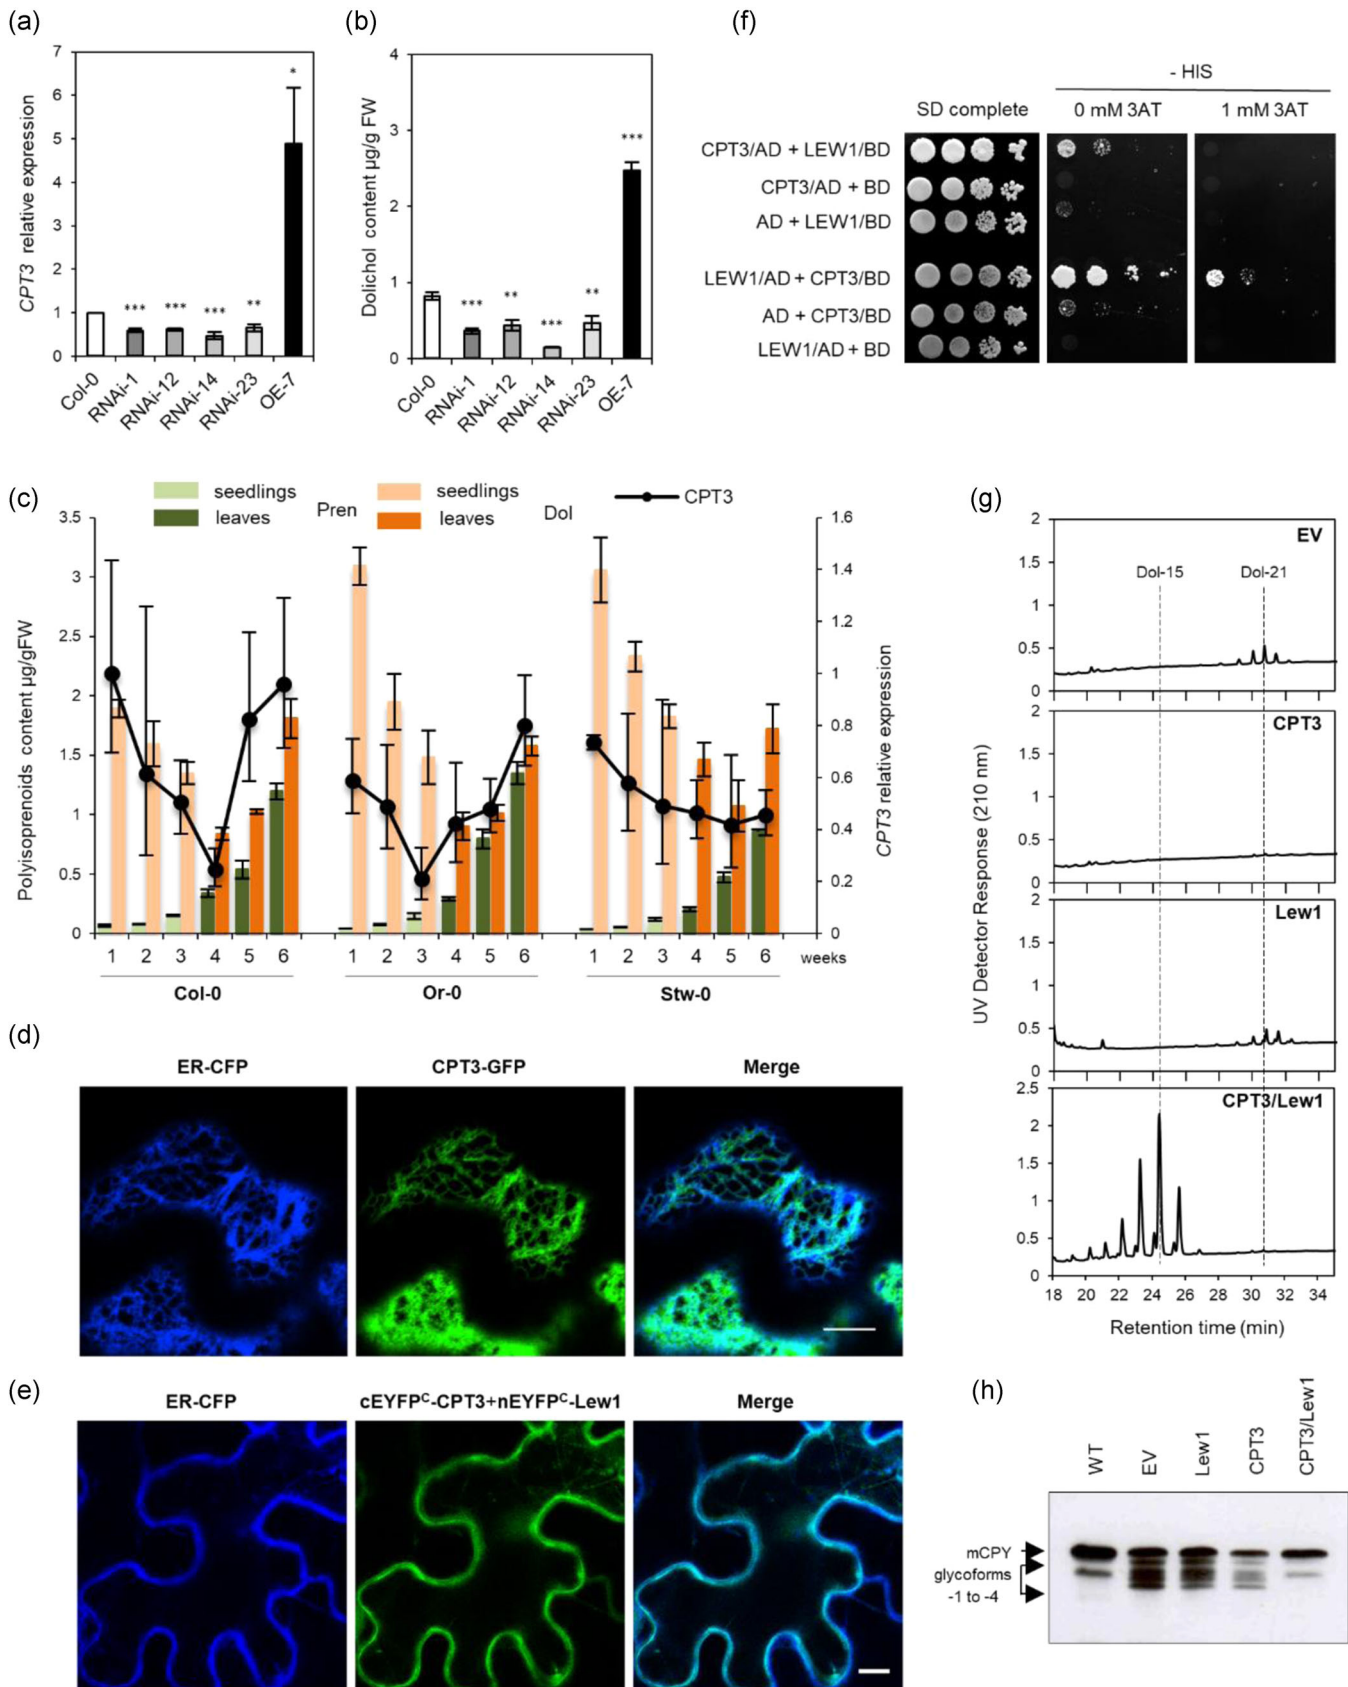 (a)
CPT3 relative expression
7
6
5
4
3
2
1
0
*
***
***
***
**
Col-0
RNAi-1
RNAi-12
RNAi-14
RNAi-23
OE-7
(b)
Dolichol content µg/g FW
4
3
2
1
0
***
***
**
***
**
Col-0
RNAi-1
RNAi-12
RNAi-14
RNAi-23
OE-7
(f)
- HIS
SD complete
0 mM 3AT
1 mM 3AT
CPT3/AD + LEW1/BD
CPT3/AD + BD
AD + LEW1/BD
LEW1/AD + CPT3/BD
AD + CPT3/BD
LEW1/AD + BD
(c)
seedlings
leaves
Pren
seedlings
leaves
Dol
CPT3
Polyisoprenoids content µg/gFW
3.5
3
2.5
2
1.5
1
0.5
0
CPT3 relative expression
1.6
1.4
1.2
1
0.8
0.6
0.4
0.2
0
1 2 3 4 5 6
1 2 3 4 5 6
1 2 3 4 5 6
weeks
Col-0
Or-0
Stw-0
(d)
ER-CFP
CPT3-GFP
Merge
(e)
ER-CFP
cEYFPC-CPT3+nEYFPC-Lew1
Merge
(g)
UV Detector Response (210 nm)
2
1.5
1
0.5
0
EV
Dol-15
Dol-21
2
1.5
1
0.5
0
CPT3
2
1.5
1
0.5
0
Lew1
2.5
2
1.5
1
0.5
0
CPT3/Lew1
18 20 22 24 26 28 30 32 34
Retention time (min)
(h)
WT
EV
Lew1
CPT3
CPT3/Lew1
mCPY
glycoforms
-1 to -4